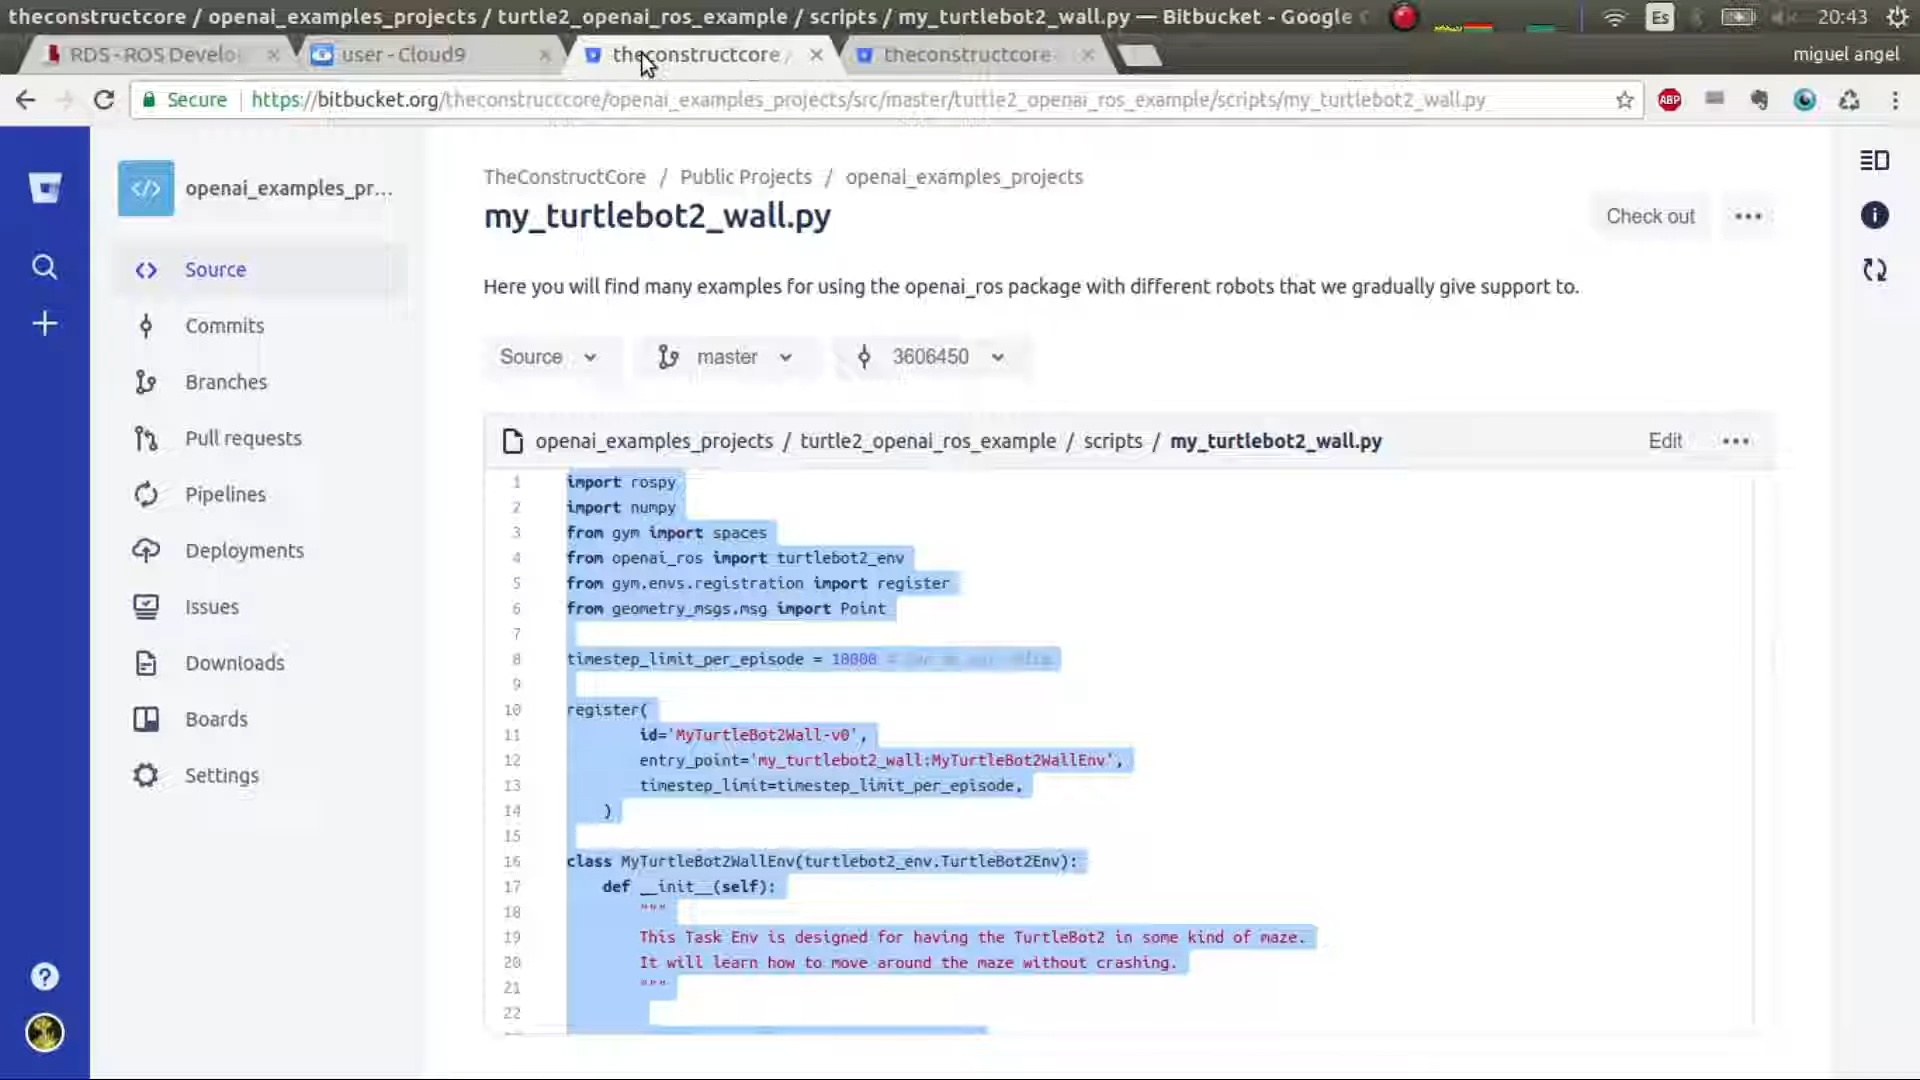 theconstructcore / openai_examples_projects / turtle2_openai_ros_example / scripts / my_turtlebot2_wall.py — Bitbucket - Google
Es
20:43
RDS - ROS Develo
user - Cloud9
theconstructcore /
theconstructcore
miguel angel
Secure
https://bitbucket.org/theconstructcore/openai_examples_projects/src/master/turtle2_openai_ros_example/scripts/my_turtlebot2_wall.py
ABP
openai_examples_pr...
Source
Commits
Branches
Pull requests
Pipelines
Deployments
Issues
Downloads
Boards
Settings
TheConstructCore / Public Projects / openai_examples_projects
my_turtlebot2_wall.py
Check out
Here you will find many examples for using the openai_ros package with different robots that we gradually give support to.
Source
master
3606450
openai_examples_projects / turtle2_openai_ros_example / scripts / my_turtlebot2_wall.py
Edit
1 import rospy
2 import numpy
3 from gym import spaces
4 from openai_ros import turtlebot2_env
5 from gym.envs.registration import register
6 from geometry_msgs.msg import Point
7
8 timestep_limit_per_episode = 10000
9
10 register(
11 id='MyTurtleBot2Wall-v0',
12 entry_point='my_turtlebot2_wall:MyTurtleBot2WallEnv',
13 timestep_limit=timestep_limit_per_episode,
14 )
15
16 class MyTurtleBot2WallEnv(turtlebot2_env.TurtleBot2Env):
17 def __init__(self):
18 """
19 This Task Env is designed for having the TurtleBot2 in some kind of maze.
20 It will learn how to move around the maze without crashing.
21 """
22